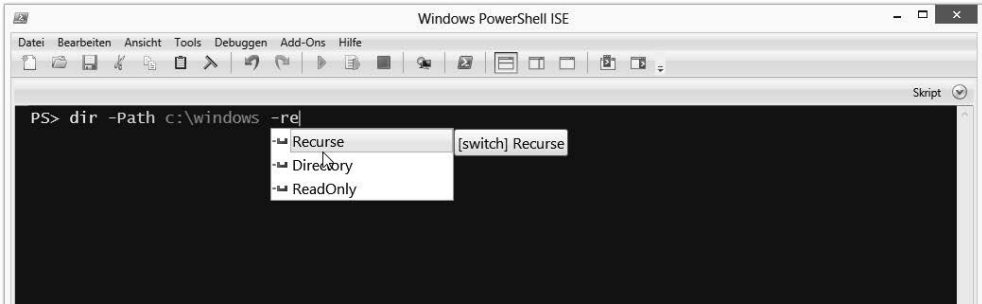 Windows PowerShell ISE
Datei Bearbeiten Ansicht Tools Debuggen Add-Ons Hilfe
Skript
PS> dir -Path c:\windows -re
Recurse
[switch] Recurse
Directory
ReadOnly